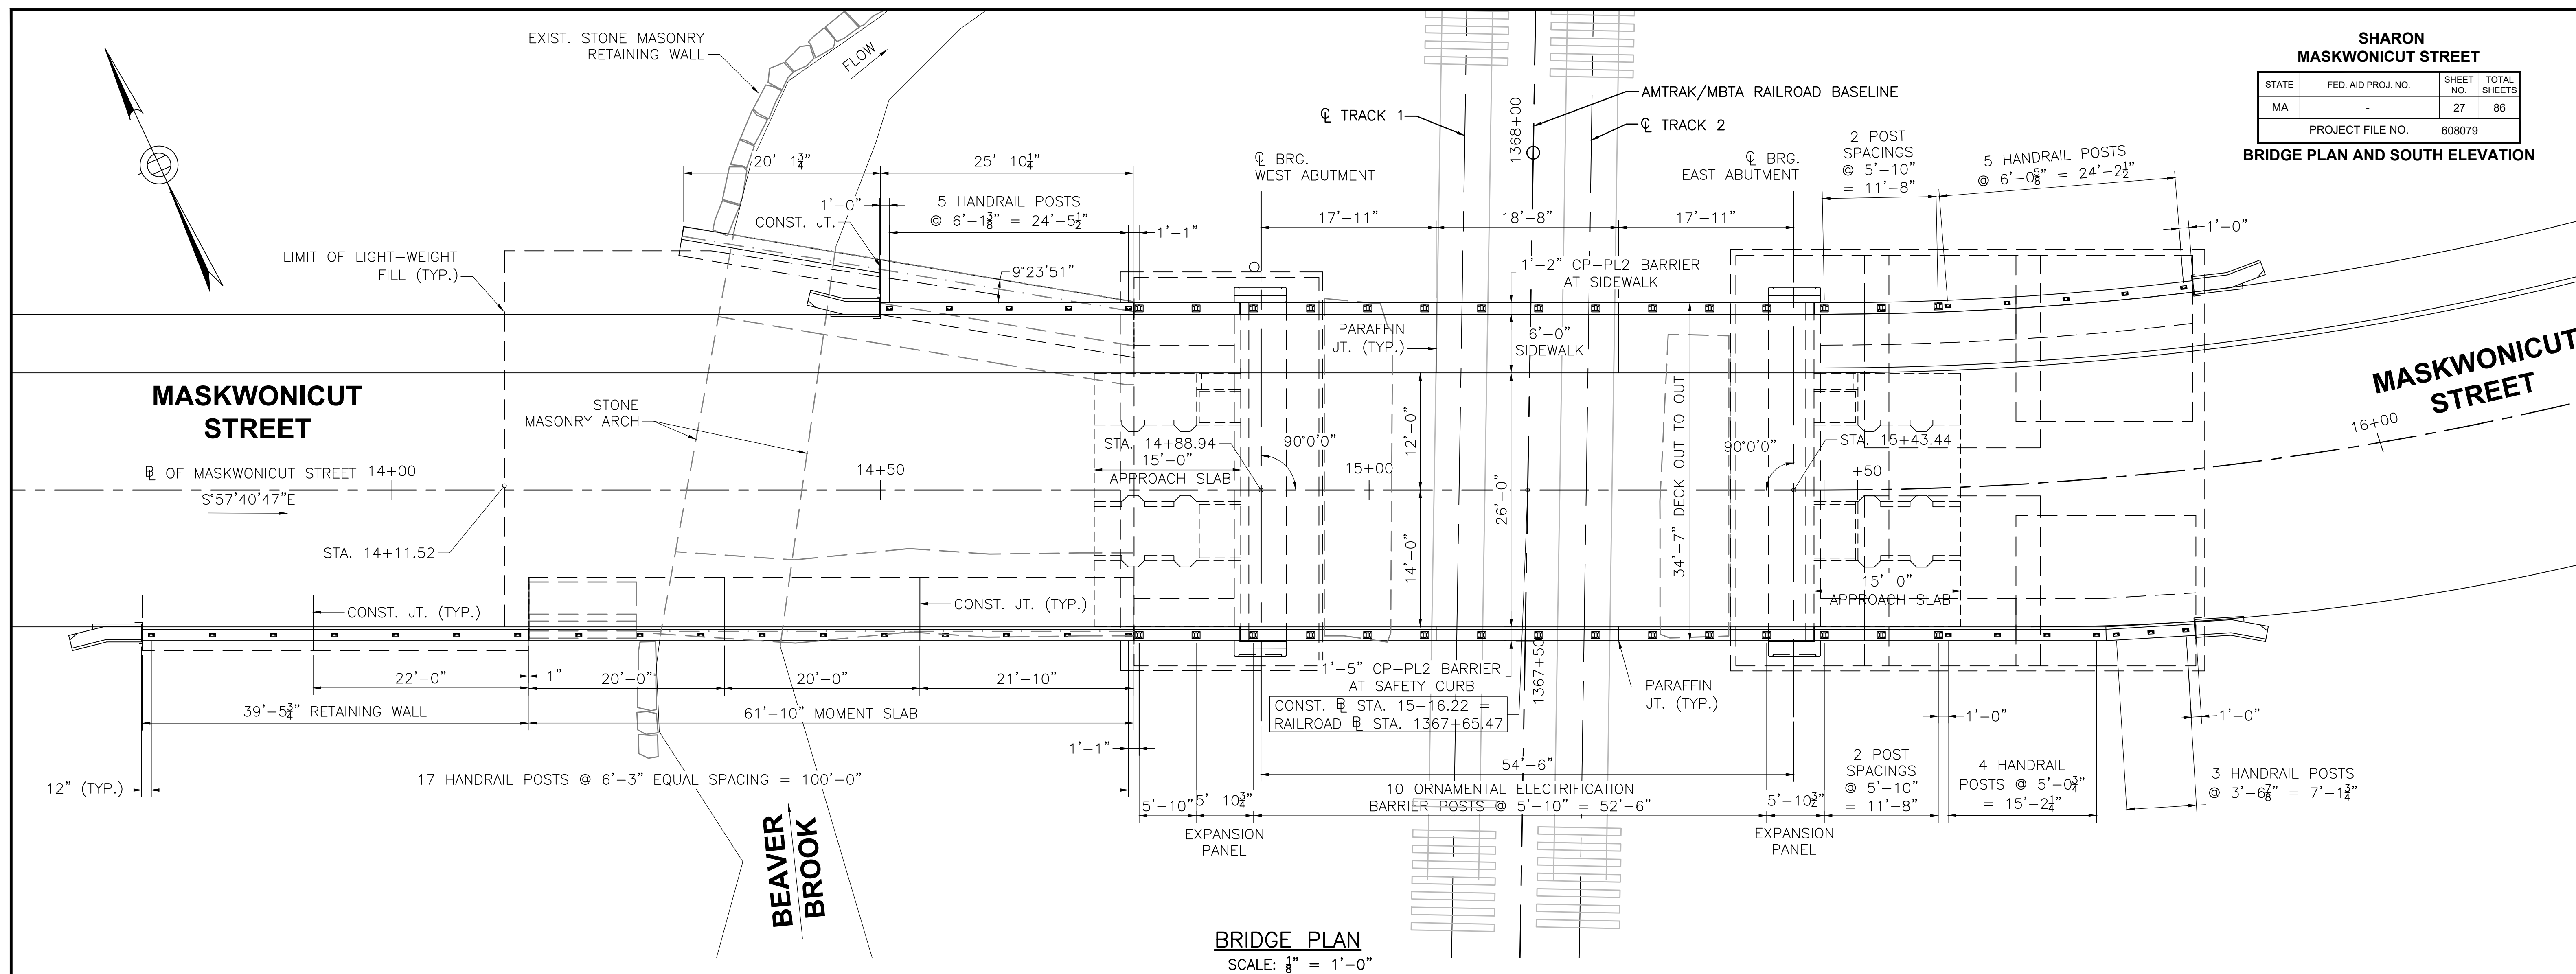 SHARON
MASKWONICUT STREET
STATE FED. AID PROJ. NO. SHEET NO. TOTAL SHEETS
MA - 27 86
PROJECT FILE NO. 608079
BRIDGE PLAN AND SOUTH ELEVATION
EXIST. STONE MASONRY
RETAINING WALL
FLOW
AMTRAK/MBTA RAILROAD BASELINE
1368+00
℄ TRACK 1
℄ TRACK 2
2 POST
SPACINGS
@ 5'-10"
= 11'-8"
5 HANDRAIL POSTS
@ 6'-0⅝" = 24'-2½"
1'-0"
20'-1¾"
25'-10¼"
℄ BRG.
WEST ABUTMENT
℄ BRG.
EAST ABUTMENT
1'-0"
CONST. JT.
5 HANDRAIL POSTS
@ 6'-1⅜" = 24'-5½"
1'-1"
17'-11"
18'-8"
17'-11"
LIMIT OF LIGHT-WEIGHT
FILL (TYP.)
9°23'51"
1'-2" CP-PL2 BARRIER
AT SIDEWALK
PARAFFIN
JT. (TYP.)
6'-0"
SIDEWALK
MASKWONICUT
STREET
MASKWONICUT
STREET
STONE
MASONRY ARCH
STA. 14+88.94
90°0'0"
12'-0"
34'-7" DECK OUT TO OUT
90°0'0"
STA. 15+43.44
16+00
15'-0"
APPROACH SLAB
℄ OF MASKWONICUT STREET
14+00
14+50
15+00
+50
S°57'40'47"E
26'-0"
STA. 14+11.52
14'-0"
15'-0"
APPROACH SLAB
CONST. JT. (TYP.)
CONST. JT. (TYP.)
22'-0"
1"
20'-0"
20'-0"
21'-10"
1'-5" CP-PL2 BARRIER
AT SAFETY CURB
1367+50
PARAFFIN
JT. (TYP.)
39'-5¾" RETAINING WALL
61'-10" MOMENT SLAB
CONST. ℄ STA. 15+16.22 =
RAILROAD ℄ STA. 1367+65.47
1'-0"
1'-0"
1'-1"
54'-6"
12" (TYP.)
17 HANDRAIL POSTS @ 6'-3" EQUAL SPACING = 100'-0"
5'-10"
5'-10¾"
10 ORNAMENTAL ELECTRIFICATION
BARRIER POSTS @ 5'-10" = 52'-6"
5'-10¾"
2 POST
SPACINGS
@ 5'-10"
= 11'-8"
4 HANDRAIL
POSTS @ 5'-0¾"
= 15'-2¼"
3 HANDRAIL POSTS
@ 3'-6⅞" = 7'-1¾"
EXPANSION
PANEL
EXPANSION
PANEL
BEAVER
BROOK
BRIDGE PLAN
SCALE: ⅛" = 1'-0"